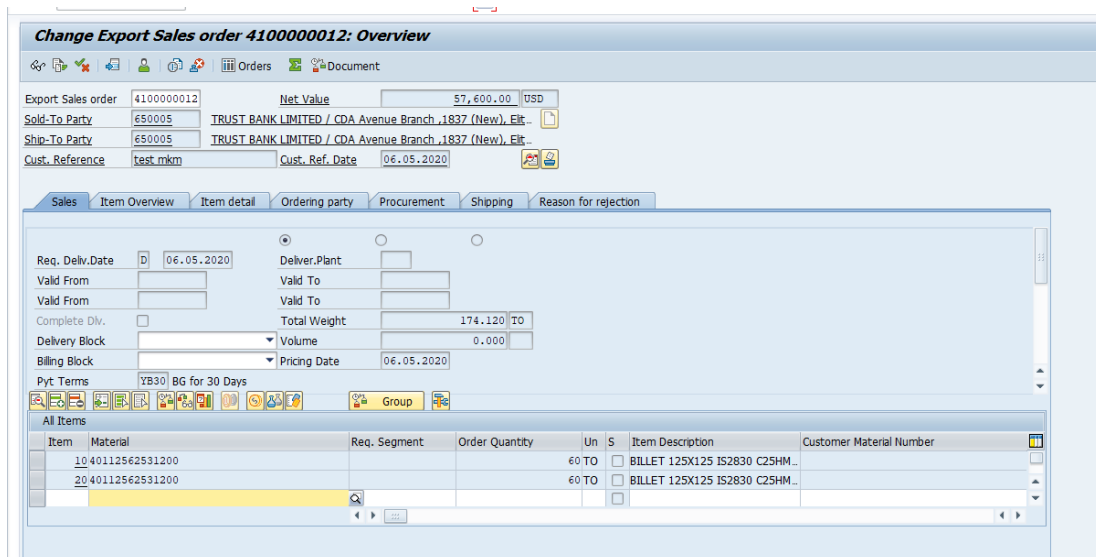 Change Export Sales order 4100000012: Overview
Orders Document
Export Sales order 4100000012 Net Value 57,600.00 USD
Sold-To Party 650005 TRUST BANK LIMITED / CDA Avenue Branch ,1837 (New), Elit...
Ship-To Party 650005 TRUST BANK LIMITED / CDA Avenue Branch ,1837 (New), Elit...
Cust. Reference test mkm Cust. Ref. Date 06.05.2020
Sales Item Overview Item detail Ordering party Procurement Shipping Reason for rejection
Req. Deliv.Date D 06.05.2020 Deliver.Plant
Valid From Valid To
Valid From Valid To
Complete Dlv. Total Weight 174.120 TO
Delivery Block Volume 0.000
Billing Block Pricing Date 06.05.2020
Pyt Terms YB30 BG for 30 Days
Group
All Items
Item Material Req. Segment Order Quantity Un S Item Description Customer Material Number
10 40112562531200 60 TO BILLET 125X125 IS2830 C25HM...
20 40112562531200 60 TO BILLET 125X125 IS2830 C25HM...